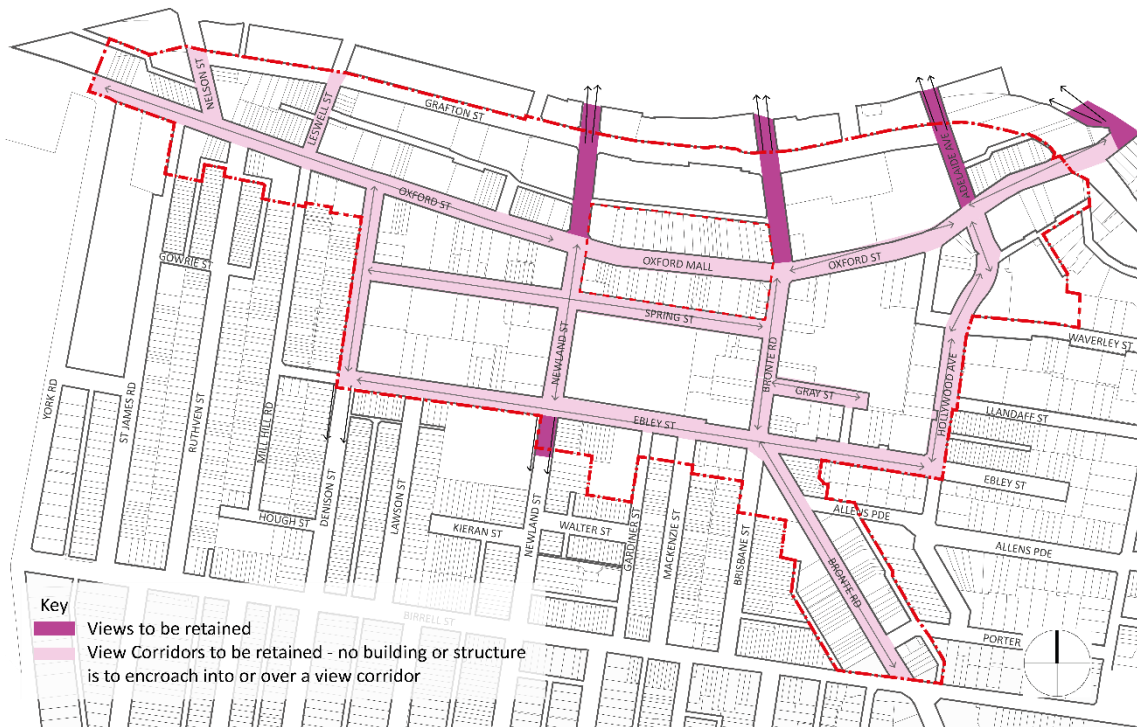 NELSON ST
LESWELL ST
GRAFTON ST
ADELAIDE AVE
OXFORD ST
OXFORD MALL
OXFORD ST
GOWRIE ST
SPRING ST
NEWLAND ST
BRONTE RD
WAVERLEY ST
GRAY ST
HOLLYWOOD AVE
LLANDAFF ST
YORK RD
ST JAMES RD
RUTHVEN ST
MILL HILL RD
EBLEY ST
EBLEY ST
DENISON ST
LAWSON ST
HOUGH ST
KIERAN ST
NEWLAND ST
WALTER ST
GARDINER ST
MACKENZIE ST
BRISBANE ST
ALLENS PDE
ALLENS PDE
BRONTE RD
PORTER
BIRRELL ST
Key
Views to be retained
View Corridors to be retained - no building or structure
is to encroach into or over a view corridor